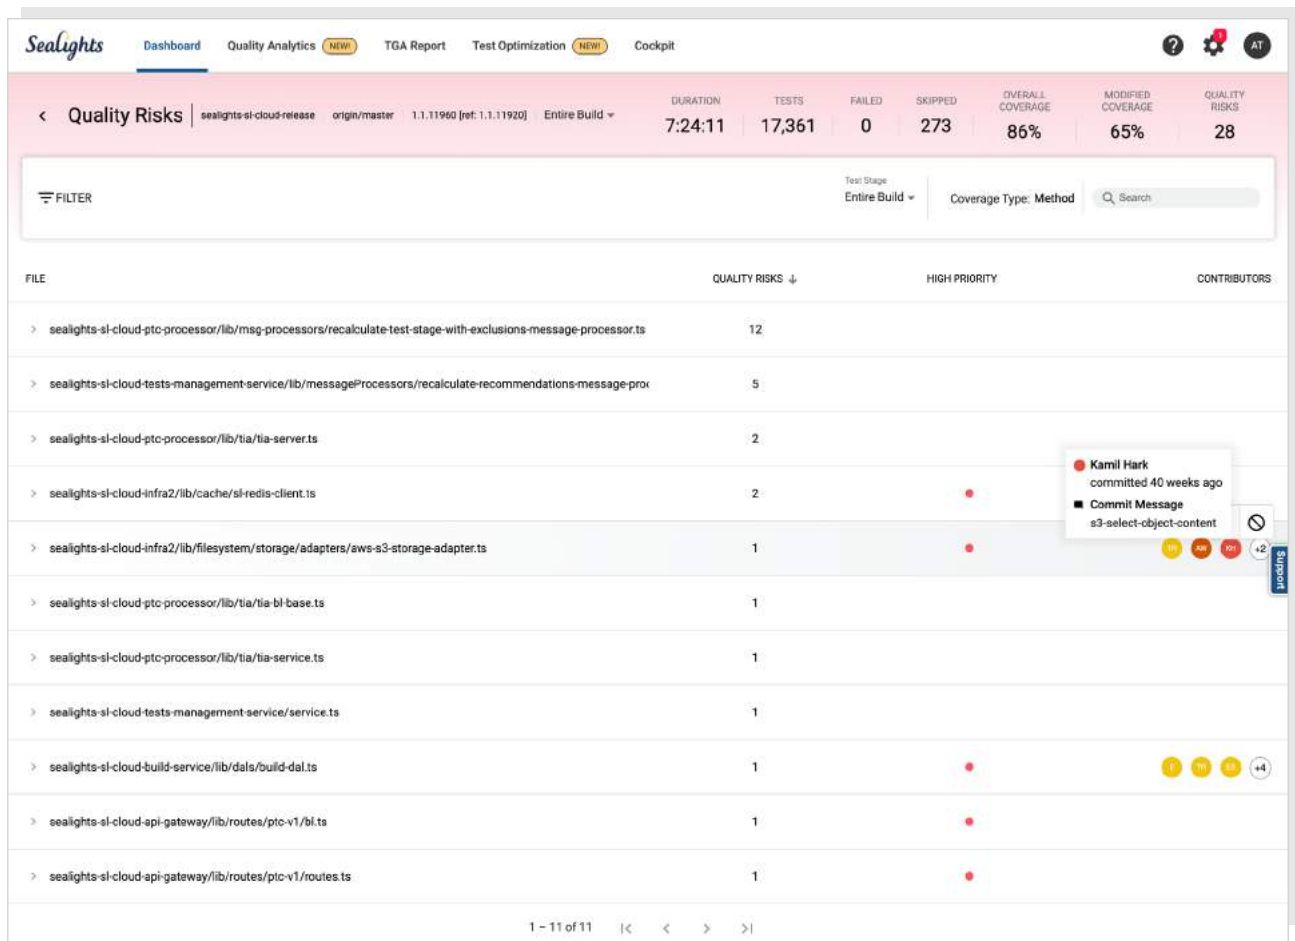 Sealights Dashboard Quality Analytics NEW! TGA Report Test Optimization NEW! Cockpit 1 AT
DURATION TESTS FAILED SKIPPED OVERALL COVERAGE MODIFIED COVERAGE QUALITY RISKS
Quality Risks sealights-sl-cloud-release origin/master 1.1.11960 [ref: 1.1.11920] Entire Build 7:24:11 17,361 0 273 86% 65% 28
Test Stage
FILTER Entire Build Coverage Type: Method Search
FILE QUALITY RISKS HIGH PRIORITY CONTRIBUTORS
sealights-sl-cloud-ptc-processor/lib/msg-processors/recalculate-test-stage-with-exclusions-message-processor.ts 12
sealights-sl-cloud-tests-management-service/lib/messageProcessors/recalculate-recommendations-message-proc 5
sealights-sl-cloud-ptc-processor/lib/tia/tia-server.ts 2
Kamil Hark
committed 40 weeks ago
sealights-sl-cloud-infra2/lib/cache/sl-redis-client.ts 2
Commit Message
s3-select-object-content
sealights-sl-cloud-infra2/lib/filesystem/storage/adapters/aws-s3-storage-adapter.ts 1 TR AW KH +2
Support
sealights-sl-cloud-ptc-processor/lib/tia/tia-bl-base.ts 1
sealights-sl-cloud-ptc-processor/lib/tia/tia-service.ts 1
sealights-sl-cloud-tests-management-service/service.ts 1
sealights-sl-cloud-build-service/lib/dals/build-dal.ts 1 +4
sealights-sl-cloud-api-gateway/lib/routes/ptc-v1/bl.ts 1
sealights-sl-cloud-api-gateway/lib/routes/ptc-v1/routes.ts 1
1 – 11 of 11